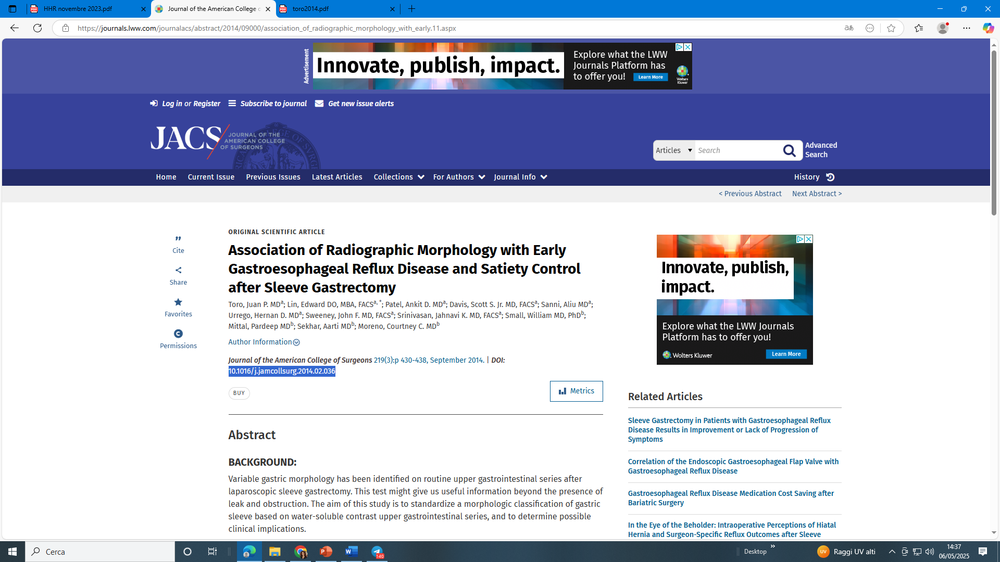 HHR novembre 2023.pdf
Journal of the American College o
toro2014.pdf
https://journals.lww.com/journalacs/abstract/2014/09000/association_of_radiographic_morphology_with_early.11.aspx
Advertisement
Innovate, publish, impact.
Explore what the LWW
Journals Platform has
to offer you!
Learn More
Wolters
Kluwer
Log in or Register
Subscribe to journal
Get new issue alerts
JACS
JOURNAL OF THE
AMERICAN COLLEGE
OF SURGEONS
Articles
Search
Advanced
Search
Home
Current Issue
Previous Issues
Latest Articles
Collections
For Authors
Journal Info
History
< Previous Abstract
Next Abstract >
Cite
Share
Favorites
Permissions
ORIGINAL SCIENTIFIC ARTICLE
Association of Radiographic Morphology with Early
Gastroesophageal Reflux Disease and Satiety Control
after Sleeve Gastrectomy
Toro, Juan P. MDa; Lin, Edward DO, MBA, FACSa, *; Patel, Ankit D. MDa; Davis, Scott S. Jr. MD, FACSa; Sanni, Aliu MDa;
Urrego, Hernan D. MDa; Sweeney, John F. MD, FACSa; Srinivasan, Jahnavi K. MD, FACSa; Small, William MD, PhDb;
Mittal, Pardeep MDb; Sekhar, Aarti MDb; Moreno, Courtney C. MDb
Author Information
Journal of the American College of Surgeons 219(3):p 430-438, September 2014. | DOI:
10.1016/j.jamcollsurg.2014.02.036
BUY
Metrics
Abstract
BACKGROUND:
Variable gastric morphology has been identified on routine upper gastrointestinal series after
laparoscopic sleeve gastrectomy. This test might give us useful information beyond the presence of
leak and obstruction. The aim of this study is to standardize a morphologic classification of gastric
sleeve based on water-soluble contrast upper gastrointestinal series, and to determine possible
clinical implications.
Innovate, publish,
impact.
Explore what the LWW Journals
Platform has to offer you!
Wolters Kluwer
Learn More
Related Articles
Sleeve Gastrectomy in Patients with Gastroesophageal Reflux
Disease Results in Improvement or Lack of Progression of
Symptoms
Correlation of the Endoscopic Gastroesophageal Flap Valve with
Gastroesophageal Reflux Disease
Gastroesophageal Reflux Disease Medication Cost Saving after
Bariatric Surgery
In the Eye of the Beholder: Intraoperative Perceptions of Hiatal
Hernia and Surgeon-Specific Reflux Outcomes after Sleeve
Cerca
140
Desktop
UV
Raggi UV alti
14:37
06/05/2025